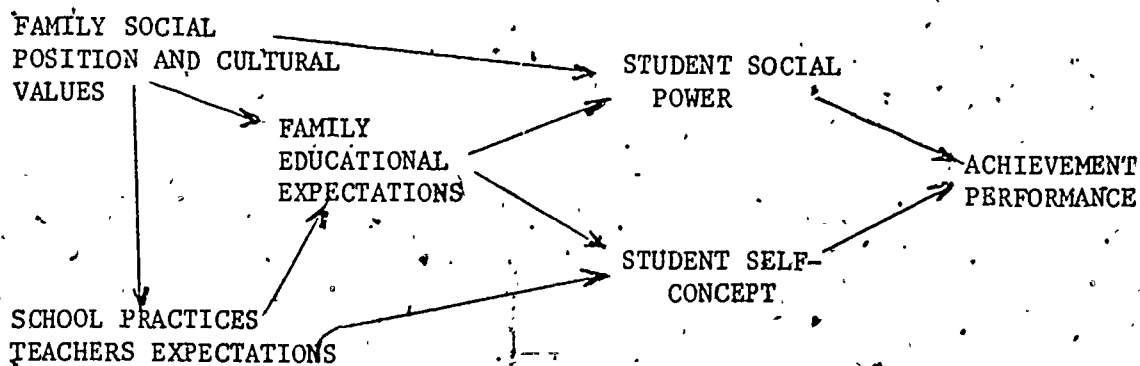 FAMILY SOCIAL
POSITION AND CULTURAL
VALUES
STUDENT SOCIAL
POWER
FAMILY
EDUCATIONAL
EXPECTATIONS
ACHIEVEMENT
PERFORMANCE
STUDENT SELF-
CONCEPT
SCHOOL PRACTICES
TEACHERS EXPECTATIONS